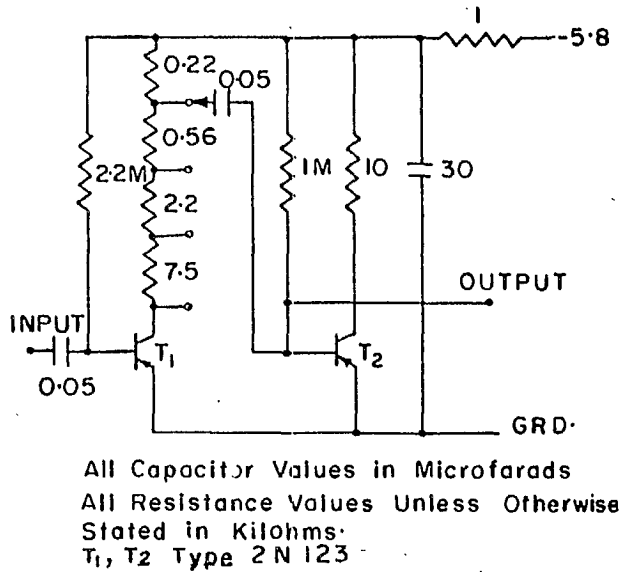 1
-5.8
0.22
0.05
0.56
2.2M
1M
10
30
2.2
7.5
OUTPUT
INPUT
T1
T2
0.05
GRD.
All Capacitor Values in Microfarads
All Resistance Values Unless Otherwise
Stated in Kilohms.
T1, T2 Type 2N123